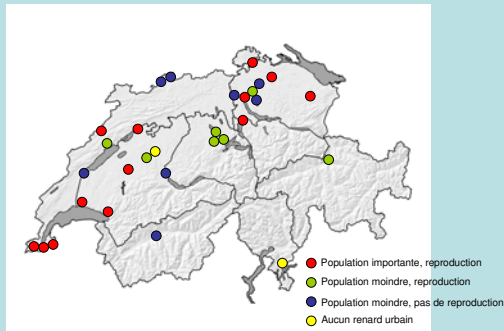 Population importante, reproduction
Population moindre, reproduction
Population moindre, pas de reproduction
Aucun renard urbain